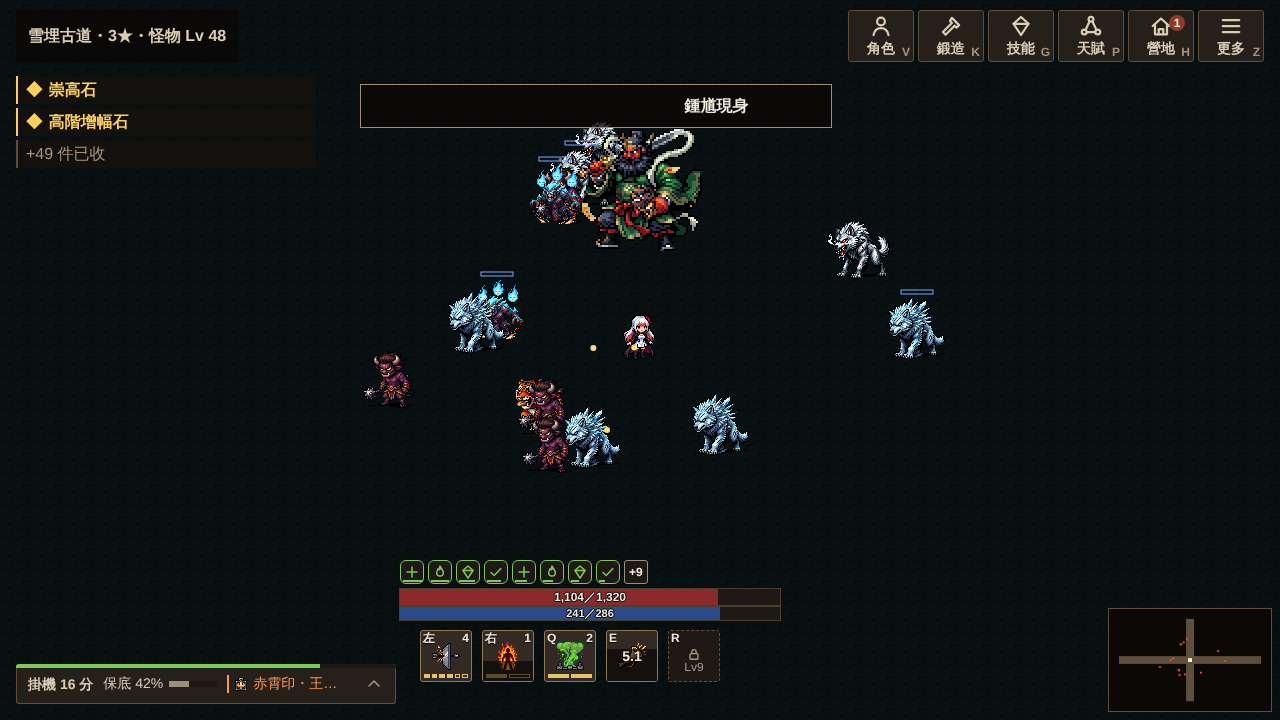 雪埋古道・3★・怪物 Lv 48
崇高石
高階增幅石
+49 件已收
鍾馗現身
角色 V
鍛造 K
技能 G
天賦 P
營地 H
1
更多 Z
+9
1,104／1,320
241／286
左 4
右 1
Q 2
E 5.1
R Lv9
掛機 16 分 保底 42% 赤霄印・王…